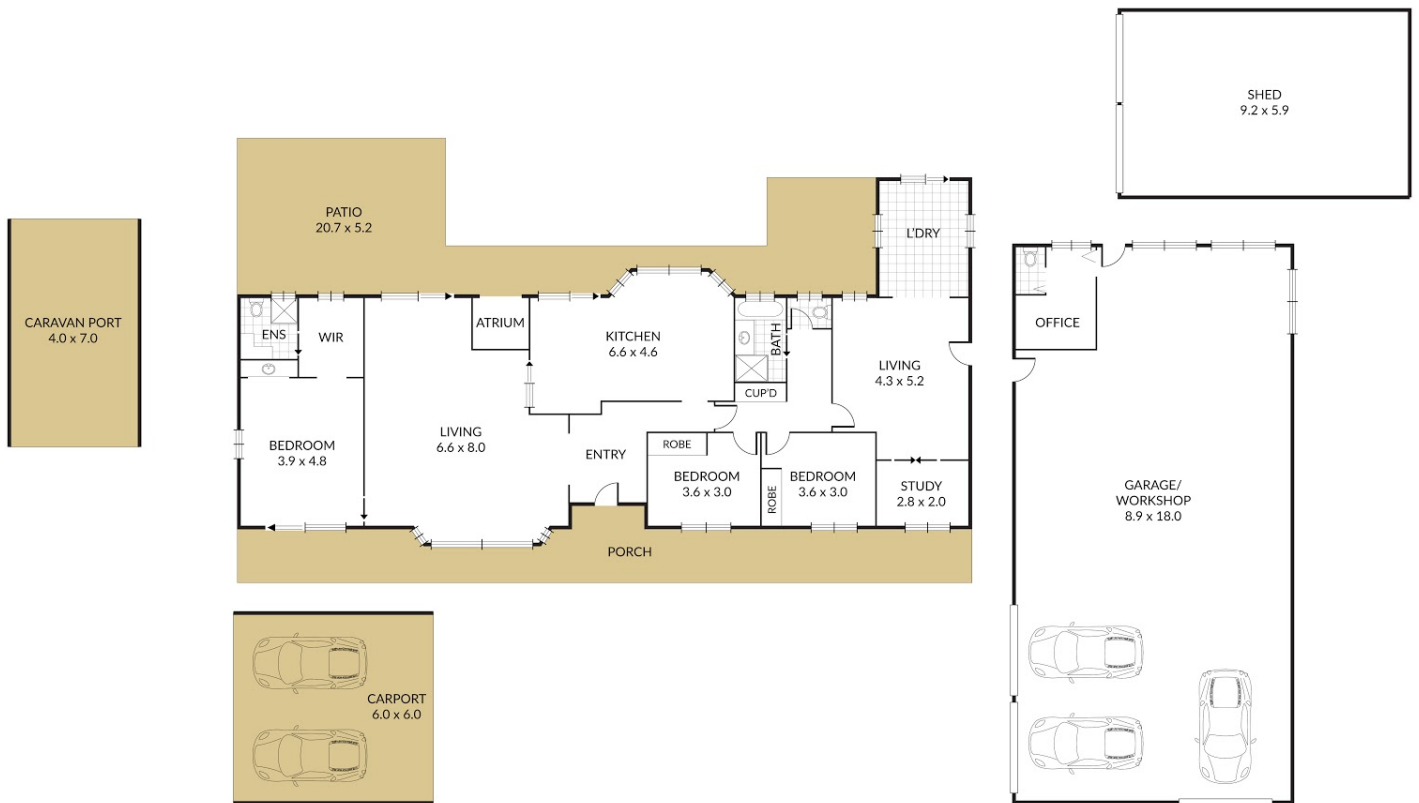 SHED
9.2 x 5.9
PATIO
20.7 x 5.2
L'DRY
CARAVAN PORT
4.0 x 7.0
ENS
WIR
ATRIUM
KITCHEN
6.6 x 4.6
BATH
CUP'D
LIVING
4.3 x 5.2
OFFICE
BEDROOM
3.9 x 4.8
LIVING
6.6 x 8.0
ENTRY
ROBE
BEDROOM
3.6 x 3.0
ROBE
BEDROOM
3.6 x 3.0
STUDY
2.8 x 2.0
GARAGE/
WORKSHOP
8.9 x 18.0
PORCH
CARPORT
6.0 x 6.0